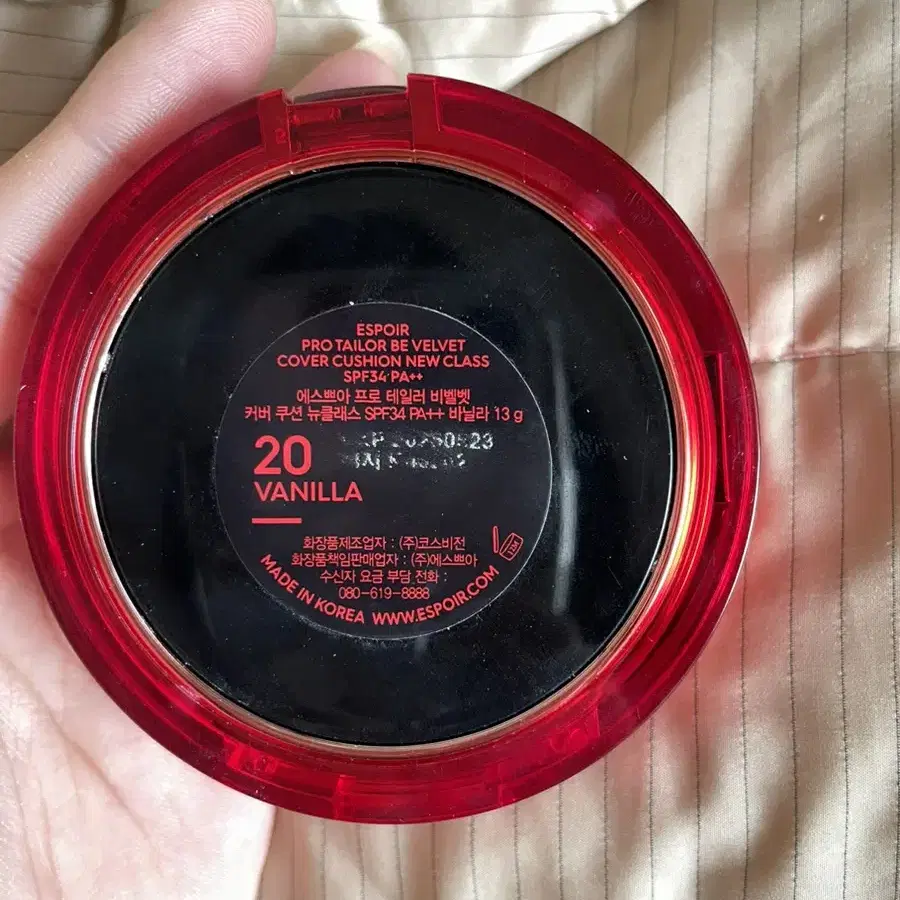 ESPOIR
PRO TAILOR BE VELVET
COVER CUSHION NEW CLASS
SPF34·PA++
에스쁘아 프로 테일러 비벨벳
커버 쿠션 뉴클래스 SPF34 PA++ 바닐라 13 g
20
VANILLA
화장품제조업자 : (주)코스비전
화장품책임판매업자 : (주)에스쁘아
수신자 요금 부담 전화 :
080-619-8888
MADE IN KOREA WWW.ESPOIR.COM